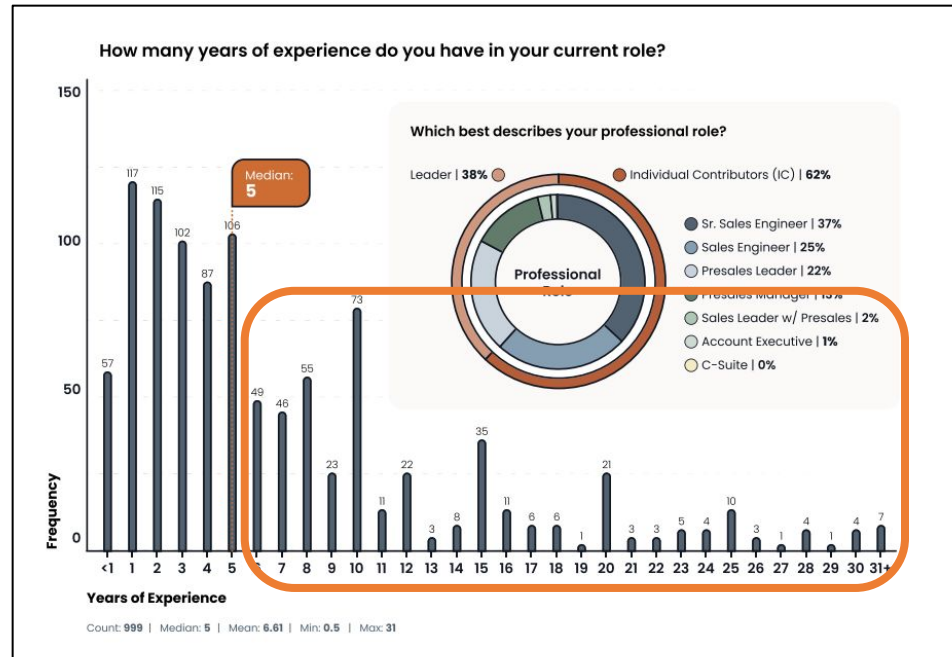 How many years of experience do you have in your current role?
150
100
50
0
Frequency
Median:
5
57
117
115
102
87
106
49
46
55
23
73
11
22
3
8
35
11
6
6
1
21
3
3
5
4
10
3
1
4
1
4
7
<1 1 2 3 4 5 6 7 8 9 10 11 12 13 14 15 16 17 18 19 20 21 22 23 24 25 26 27 28 29 30 31+
Years of Experience
Count: 999 | Median: 5 | Mean: 6.61 | Min: 0.5 | Max: 31
Which best describes your professional role?
Leader | 38%
Individual Contributors (IC) | 62%
Professional
Role
Sr. Sales Engineer | 37%
Sales Engineer | 25%
Presales Leader | 22%
Presales Manager | 13%
Sales Leader w/ Presales | 2%
Account Executive | 1%
C-Suite | 0%